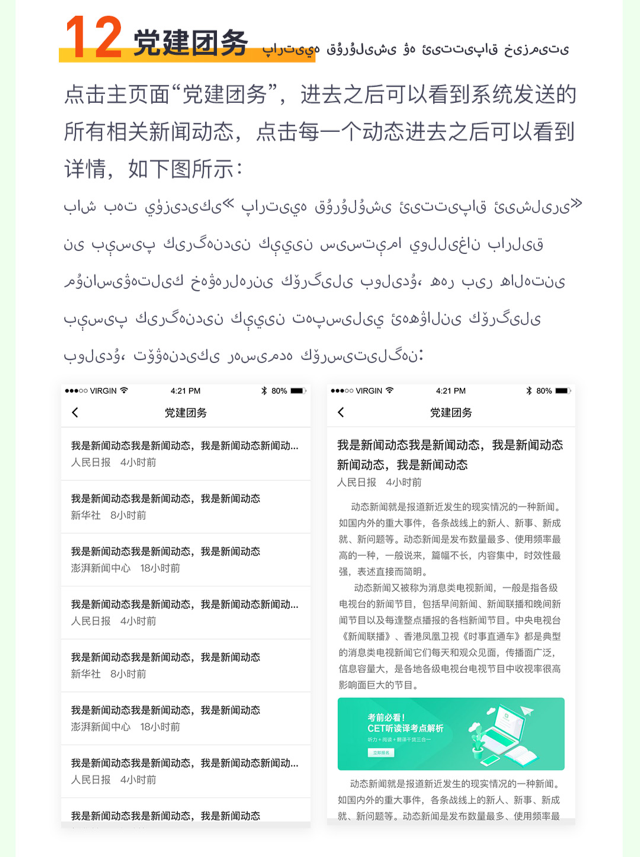 12 党建团务 پارتىيە قۇرۇلىشى ۋە ئىتتىپاق خىزمىتى
点击主页面“党建团务”，进去之后可以看到系统发送的
所有相关新闻动态，点击每一个动态进去之后可以看到
详情，如下图所示：
باش بەت يۈزىدىكى« پارتىيە قۇرۇلۇشى ئىتتىپاق ئىشلىرى»
نى بېسىپ كىرگەندىن كېيىن سىستېما يوللىغان بارلىق
مۇناسىۋەتلىك خەۋەرلەرنى كۆرگىلى بولىدۇ، ھەر بىر ھالەتنى
بېسىپ كىرگەندىن كېيىن تەپسىلىي ئەھۋالنى كۆرگىلى
بولىدۇ، تۆۋەندىكى رەسىمدە كۆرسىتىلگەن:
VIRGIN 4:21 PM 80%
党建团务
我是新闻动态我是新闻动态，我是新闻动态新闻动...
人民日报 4小时前
我是新闻动态我是新闻动态，我是新闻动态
新华社 8小时前
我是新闻动态我是新闻动态，我是新闻动态
澎湃新闻中心 18小时前
我是新闻动态我是新闻动态，我是新闻动态新闻动...
人民日报 4小时前
我是新闻动态我是新闻动态，我是新闻动态
新华社 8小时前
我是新闻动态我是新闻动态，我是新闻动态
澎湃新闻中心 18小时前
我是新闻动态我是新闻动态，我是新闻动态新闻动...
人民日报 4小时前
我是新闻动态我是新闻动态，我是新闻动态
VIRGIN 4:21 PM 80%
党建团务
我是新闻动态我是新闻动态，我是新闻动态
新闻动态，我是新闻动态
人民日报 4小时前
动态新闻就是报道新近发生的现实情况的一种新闻。
如国内外的重大事件，各条战线上的新人、新事、新成
就、新问题等。动态新闻是发布数量最多、使用频率最
高的一种，一般说来，篇幅不长，内容集中，时效性最
强，表述直接而简明。
动态新闻又被称为消息类电视新闻，一般是指各级
电视台的新闻节目，包括早间新闻、新闻联播和晚间新
闻节目以及每逢整点播报的各档新闻节目。中央电视台
《新闻联播》、香港凤凰卫视《时事直通车》都是典型
的消息类电视新闻它们每天和观众见面，传播面广泛，
信息容量大，是各地各级电视台电视节目中收视率很高
影响面巨大的节目。
考前必看！
CET听读译考点解析
动态新闻就是报道新近发生的现实情况的一种新闻。
如国内外的重大事件，各条战线上的新人、新事、新成
就、新问题等。动态新闻是发布数量最多、使用频率最